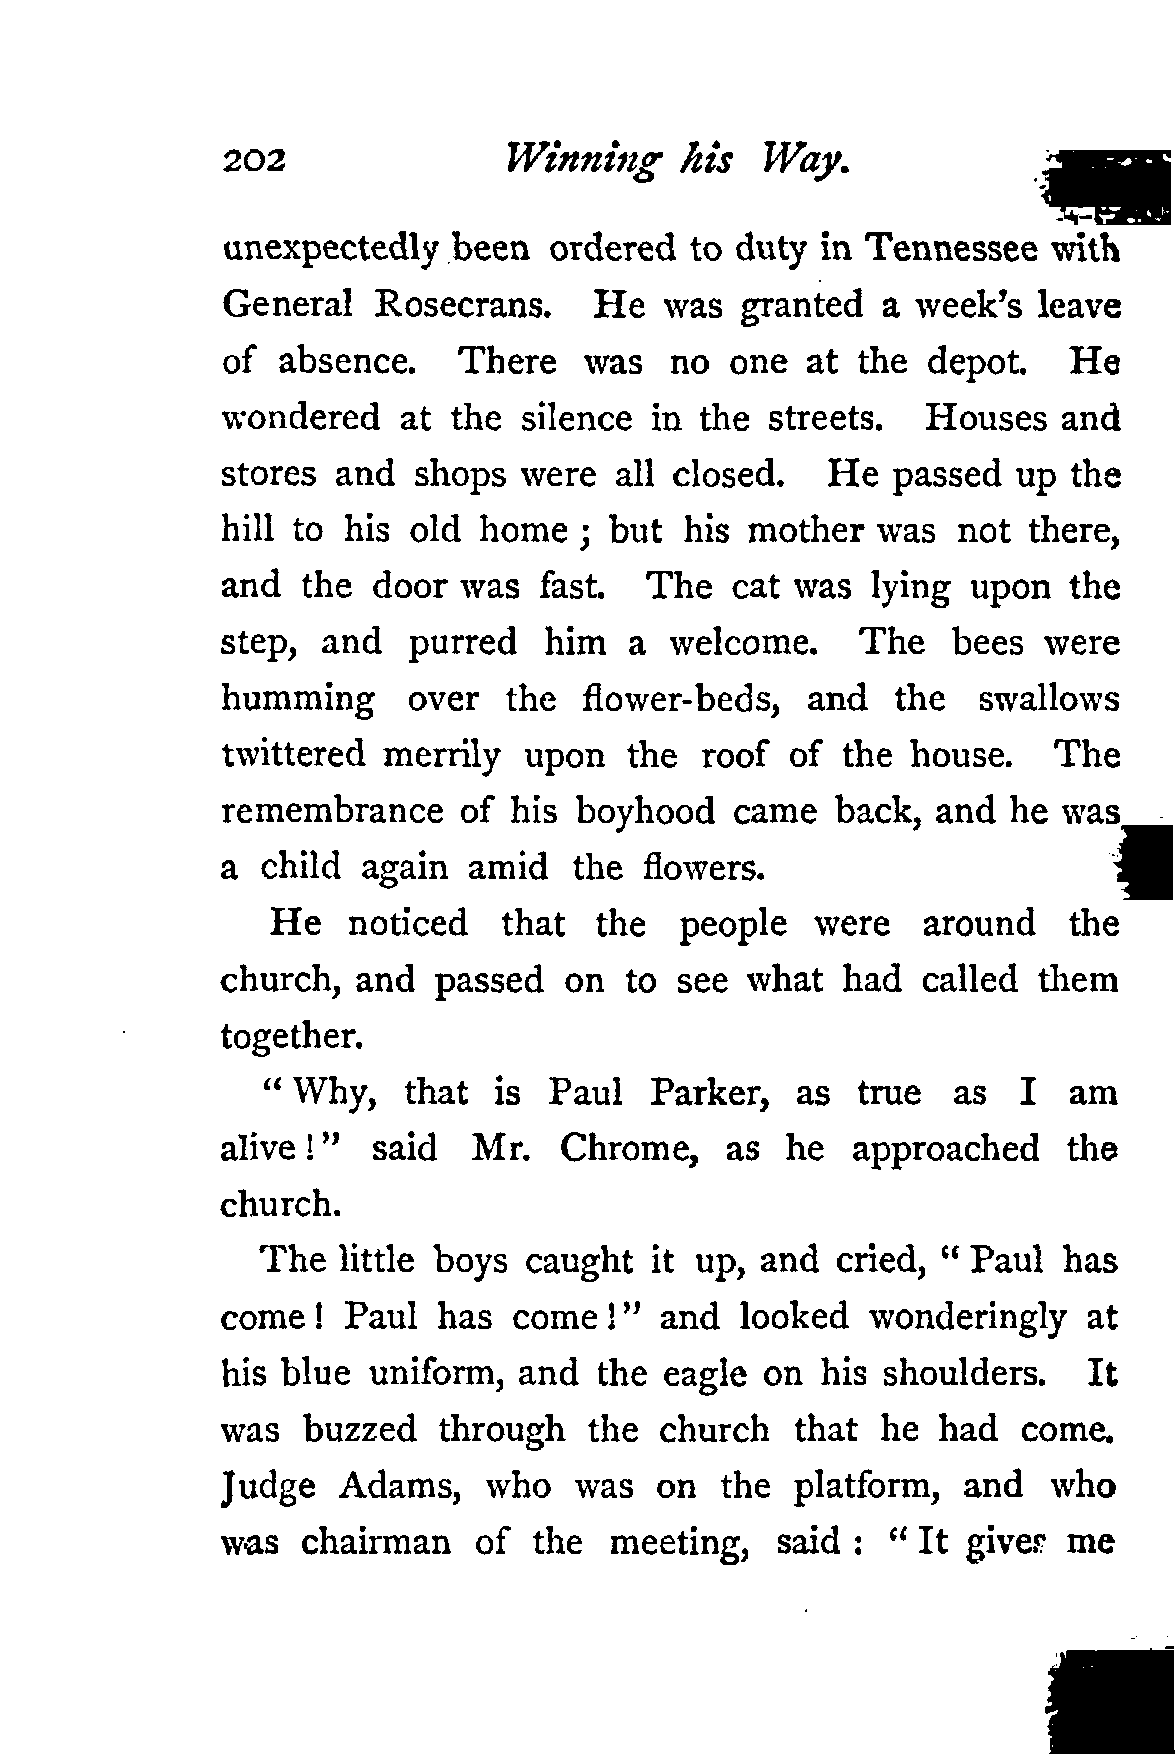 202 Winning his Way.
unexpectedly been ordered to duty in Tennessee with
General Rosecrans. He was granted a week's leave
of absence. There was no one at the depot. He
wondered at the silence in the streets. Houses and
stores and shops were all closed. He passed up the
hill to his old home ; but his mother was not there,
and the door was fast. The cat was lying upon the
step, and purred him a welcome. The bees were
humming over the flower-beds, and the swallows
twittered merrily upon the roof of the house. The
remembrance of his boyhood came back, and he was
a child again amid the flowers.
He noticed that the people were around the
church, and passed on to see what had called them
together.
“ Why, that is Paul Parker, as true as I am
alive ! ” said Mr. Chrome, as he approached the
church.
The little boys caught it up, and cried, “ Paul has
come ! Paul has come ! ” and looked wonderingly at
his blue uniform, and the eagle on his shoulders. It
was buzzed through the church that he had come.
Judge Adams, who was on the platform, and who
was chairman of the meeting, said : “ It gives me